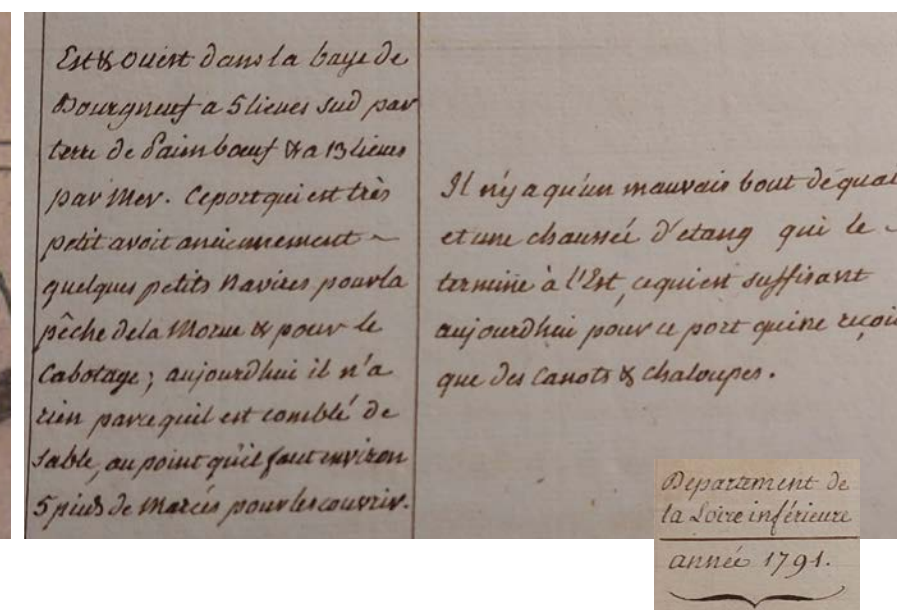 Est & Ouest dans la baye de
Bourgneuf a 5 lieues sud par
terre de Paimbœuf & a 13 lieues
par Mer. Ce port qui est très
petit avoit anciennement ~
quelques petits Navires pour la
pêche de la Morue & pour le
Cabotage; aujourdhui il n'a
rien parcequil est comblé de
Sable, au point qu'il faut environ
5 pieds de Marées pour les couvrir.
Il n'y a qu'un mauvais bout de quai
et une chaussée d'etang qui le ~
termine à l'Est, ce qui est suffisant
aujourdhui pour ce port qui ne reçoi
que des Canots & chaloupes.
Departement de
la Loire inférieure
année 1791.